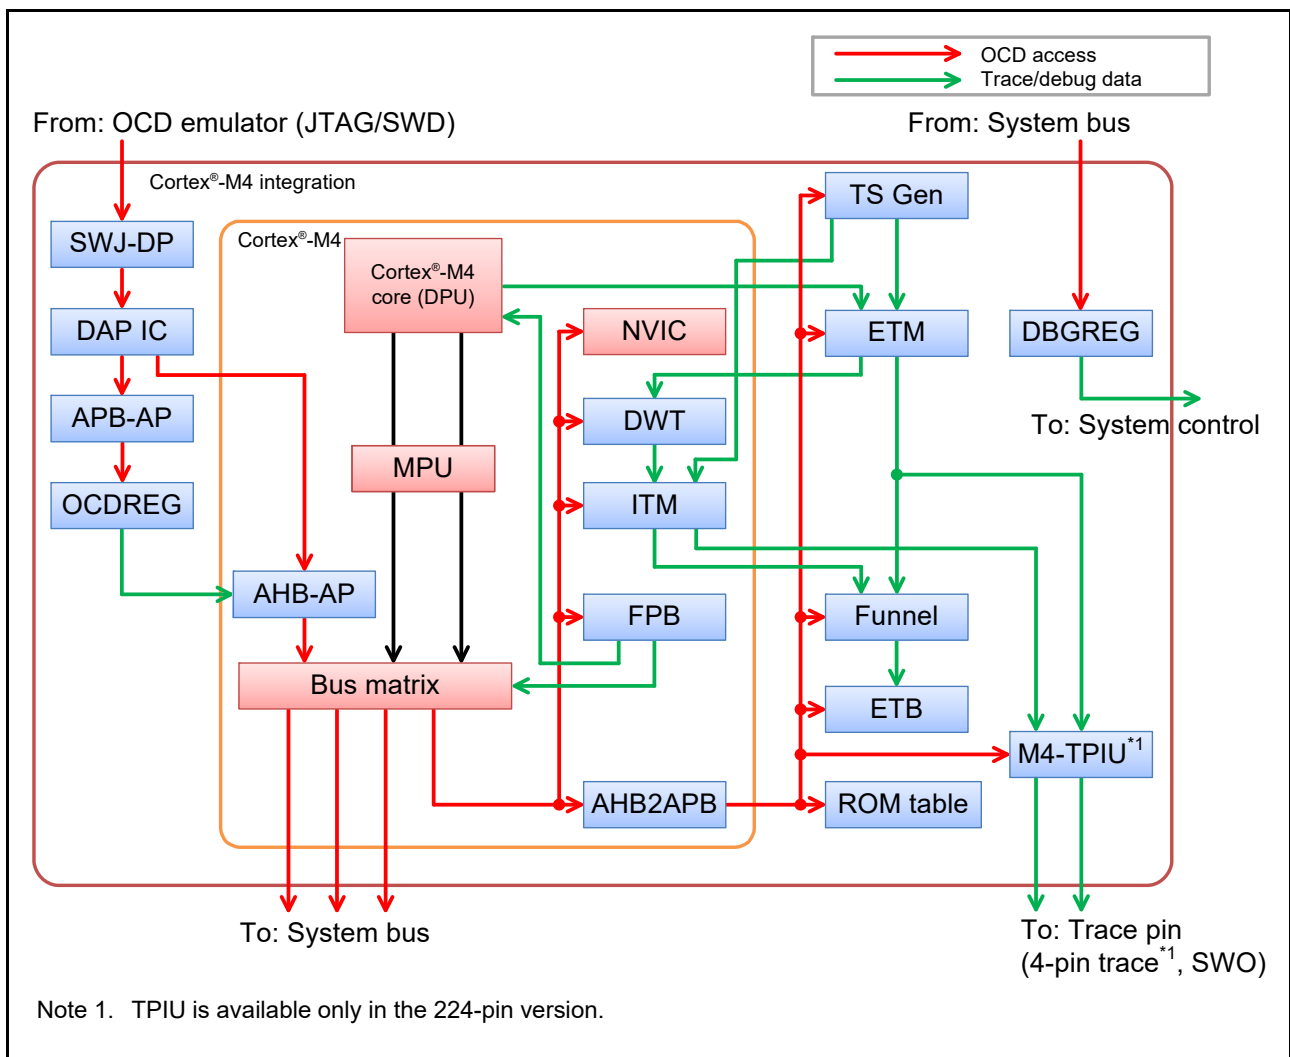 OCD access
Trace/debug data
From: OCD emulator (JTAG/SWD)
From: System bus
Cortex®-M4 integration
TS Gen
SWJ-DP
Cortex®-M4
Cortex®-M4
core (DPU)
DAP IC
NVIC
ETM
DBGREG
APB-AP
DWT
To: System control
MPU
OCDREG
ITM
AHB-AP
FPB
Funnel
Bus matrix
ETB
M4-TPIU*1
AHB2APB
ROM table
To: System bus
To: Trace pin
(4-pin trace*1, SWO)
Note 1. TPIU is available only in the 224-pin version.